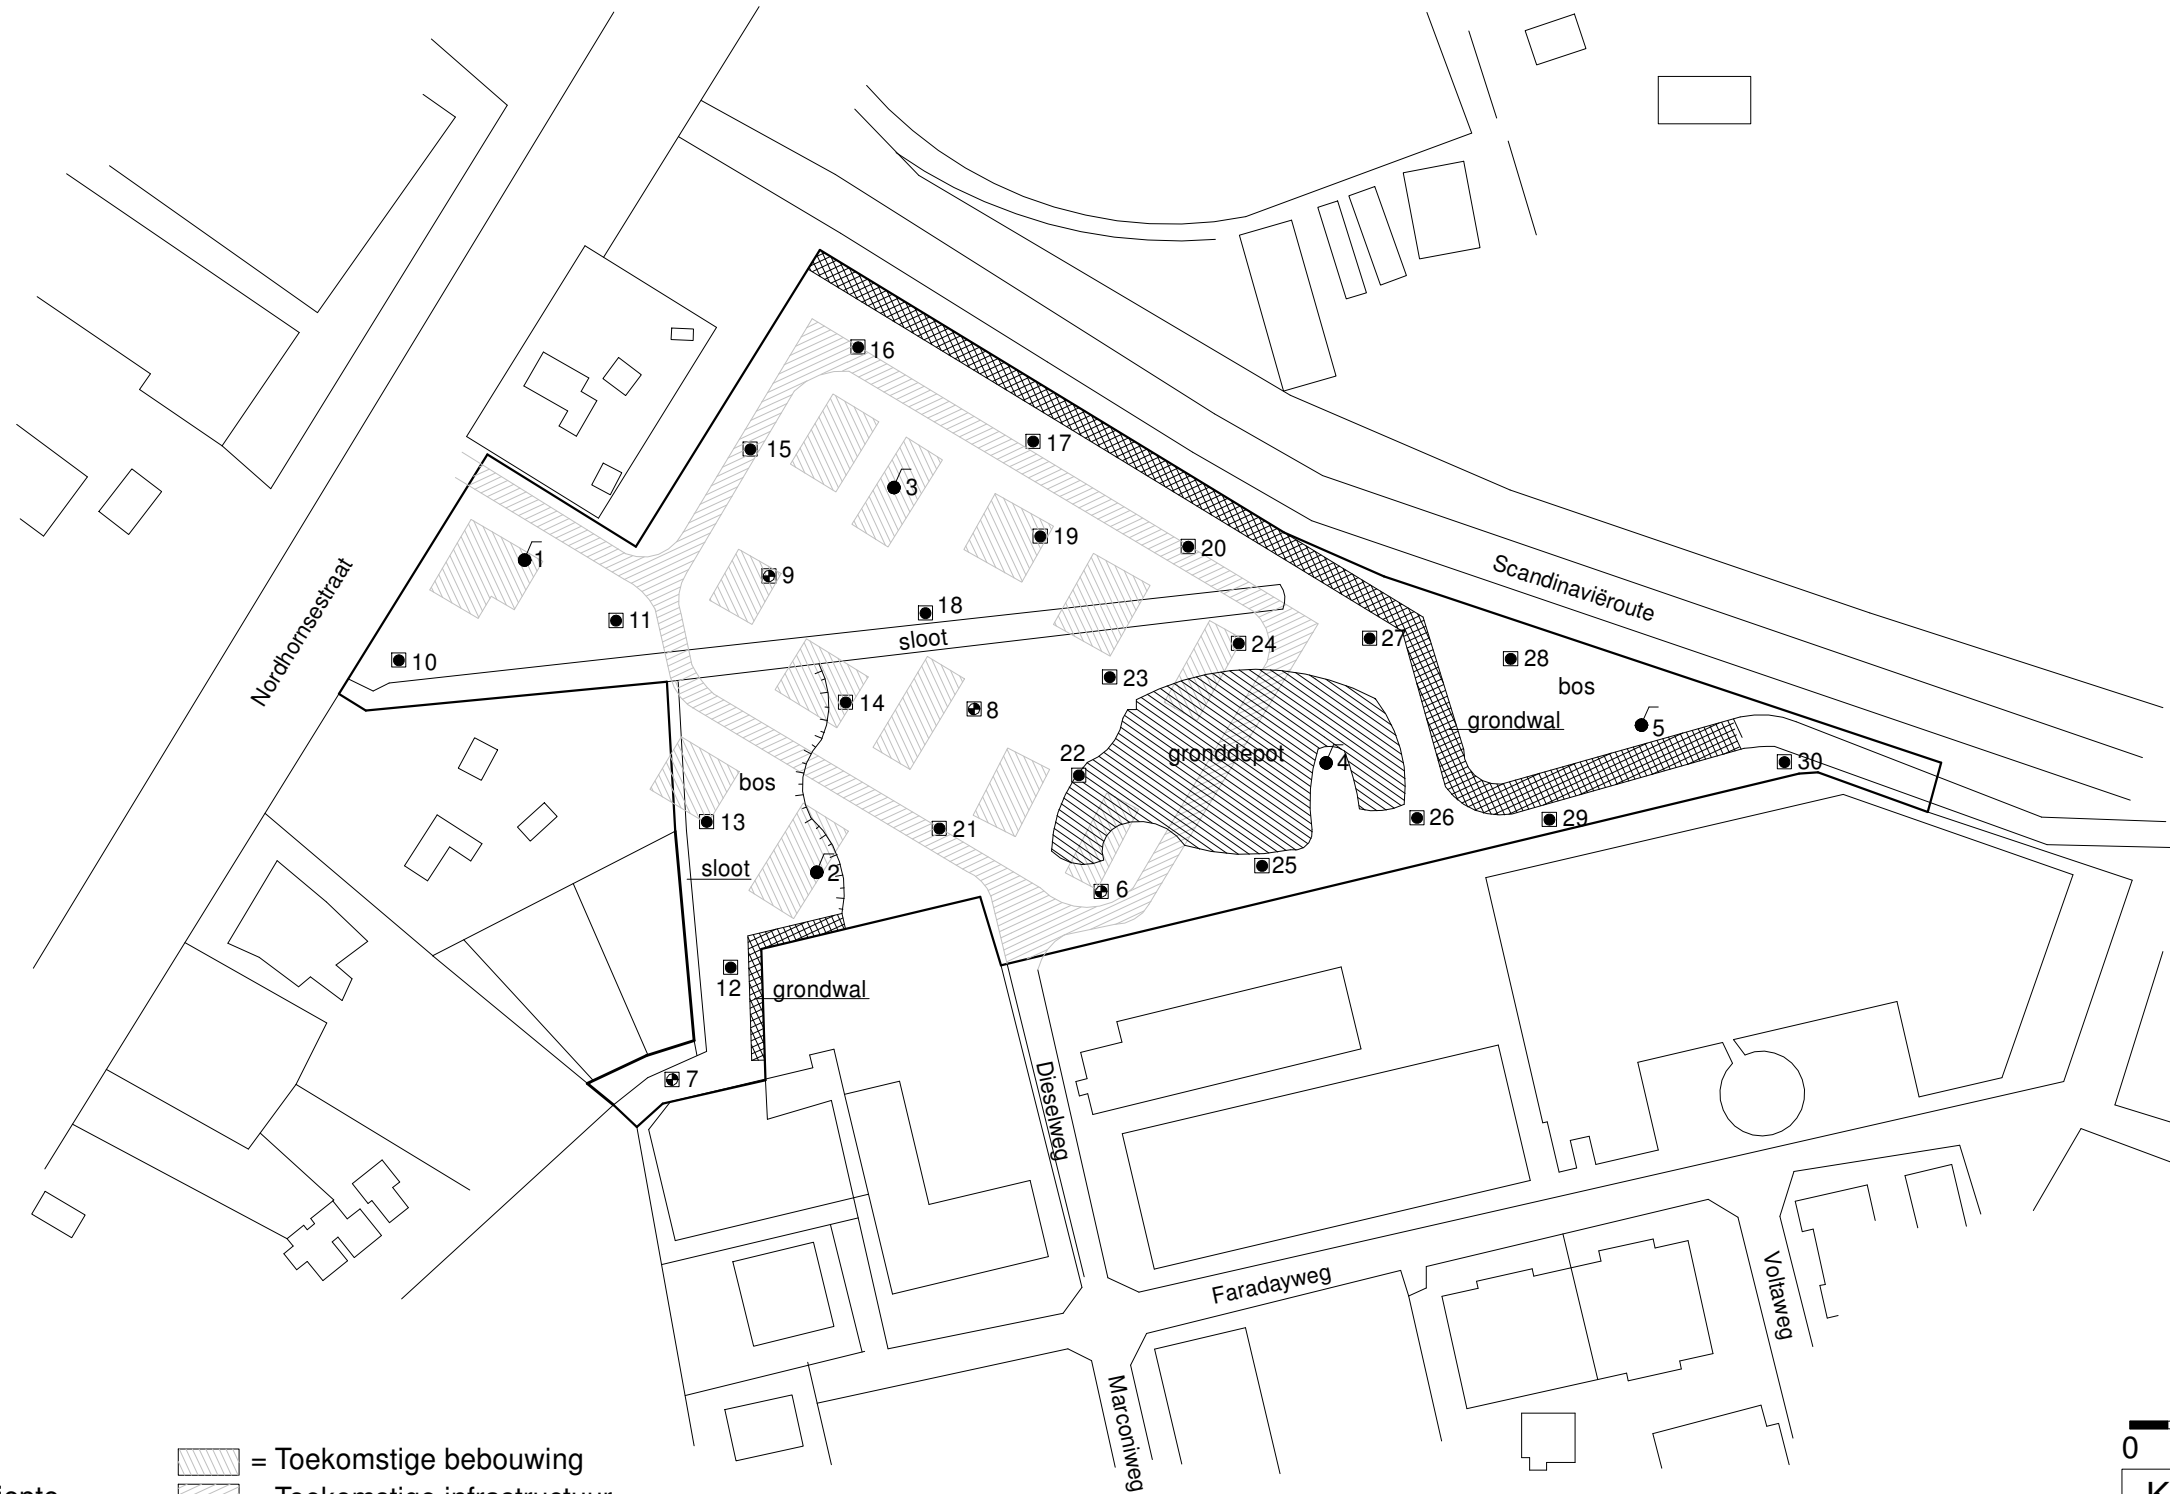 16
17
15
3
19
20
1
9
Scandinaviëroute
Nordhornsestraat
18
11
sloot
24
27
10
28
23
bos
14
8
grondwal
5
22
gronddepot
4
30
bos
13
21
26
29
sloot
2
25
6
12
grondwal
7
Dieselweg
Faradayweg
Voltaweg
Marconiweg
0
= Toekomstige bebouwing
Toekomstige infrastructuur
K